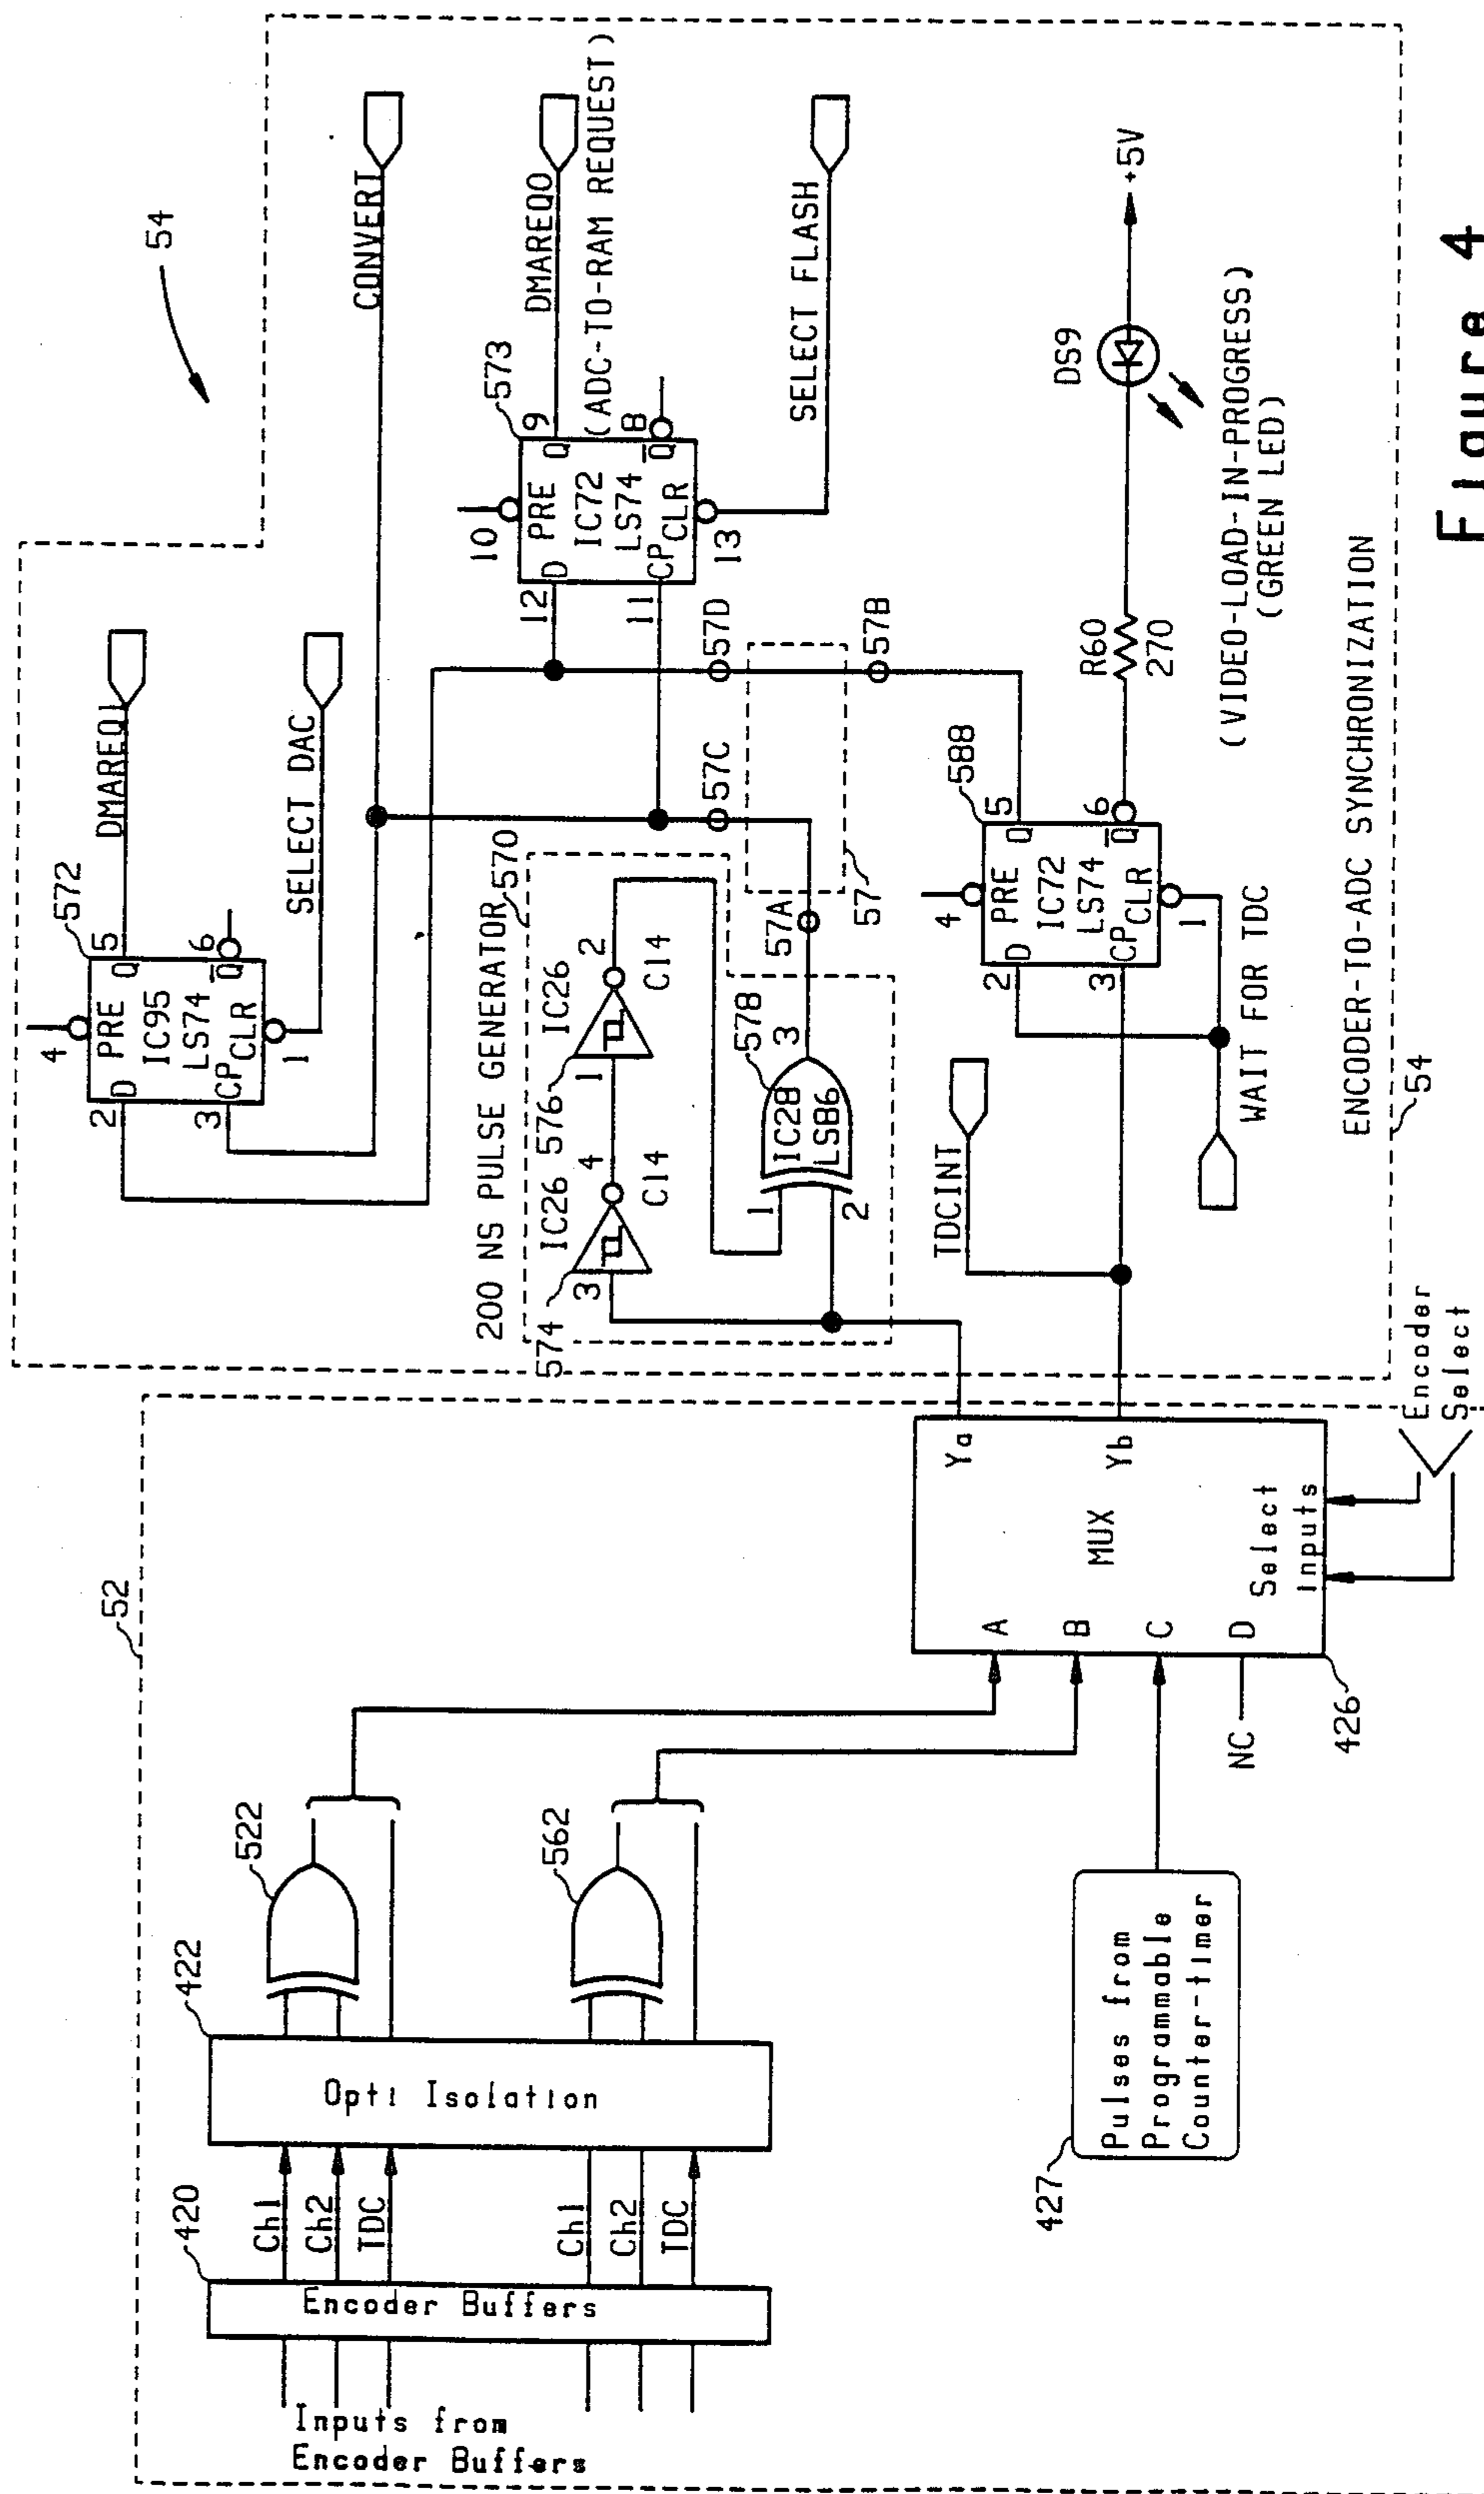 54
4
572
PRE
2
D
Q
5
DMAREQ1
IC95
LS74
3
CP
CLR
Q
6
1
SELECT DAC
CONVERT
200 NS PULSE GENERATOR
570
574
3
IC26
4
C14
576
1
IC26
2
C14
578
1
2
IC28
LS86
3
57A
57
57C
57D
57B
10
573
12
D
PRE
Q
9
DMAREQ0
IC72
LS74
(ADC-TO-RAM REQUEST)
11
CP
CLR
Q
8
13
SELECT FLASH
TDCINT
4
588
2
D
PRE
Q
5
IC72
LS74
3
CP
CLR
Q
6
1
WAIT FOR TDC
R60
270
DS9
+5V
(VIDEO-LOAD-IN-PROGRESS)
(GREEN LED)
ENCODER-TO-ADC SYNCHRONIZATION
54
52
420
422
522
562
Ch1
Ch2
TDC
Ch1
Ch2
TDC
Encoder Buffers
Opti Isolation
Inputs from
Encoder Buffers
427
Pulses from
Programmable
Counter-timer
NC
A
B
C
D
MUX
Ya
Yb
Select
Inputs
426
Encoder
Select
Figure 4